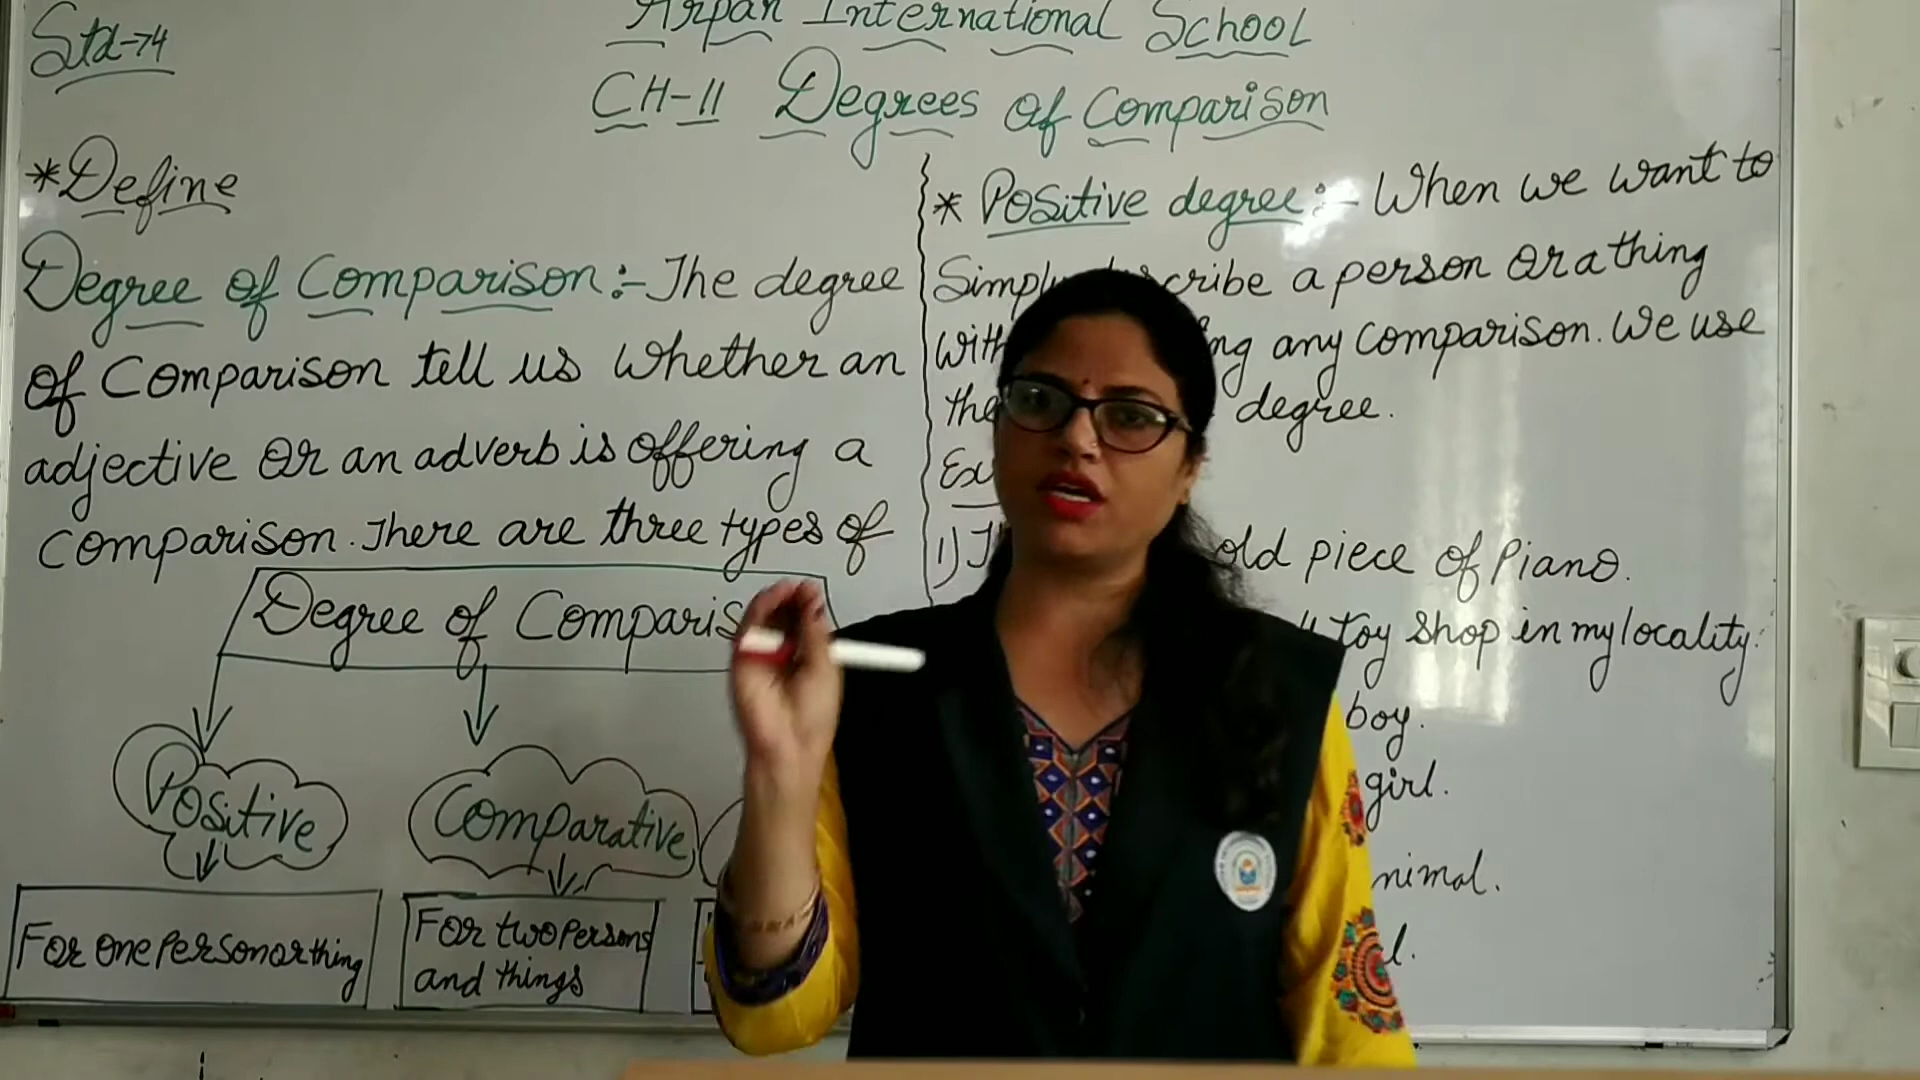 Std-4
Arpan International School
CH-11 Degrees of Comparison
*Define
Degree of Comparison:- The degree
of Comparison tell us whether an
adjective or an adverb is offering a
comparison. There are three types of
Degree of Comparis
Positive
Comparative
For one person or thing
For two persons
and things
* Positive degree:- When we want to
Simply cribe a person or a thing
with ng any comparison. We use
the degree.
Ex
1) old piece of Piano.
toy shop in my locality.
boy.
girl.
nimal.
l.